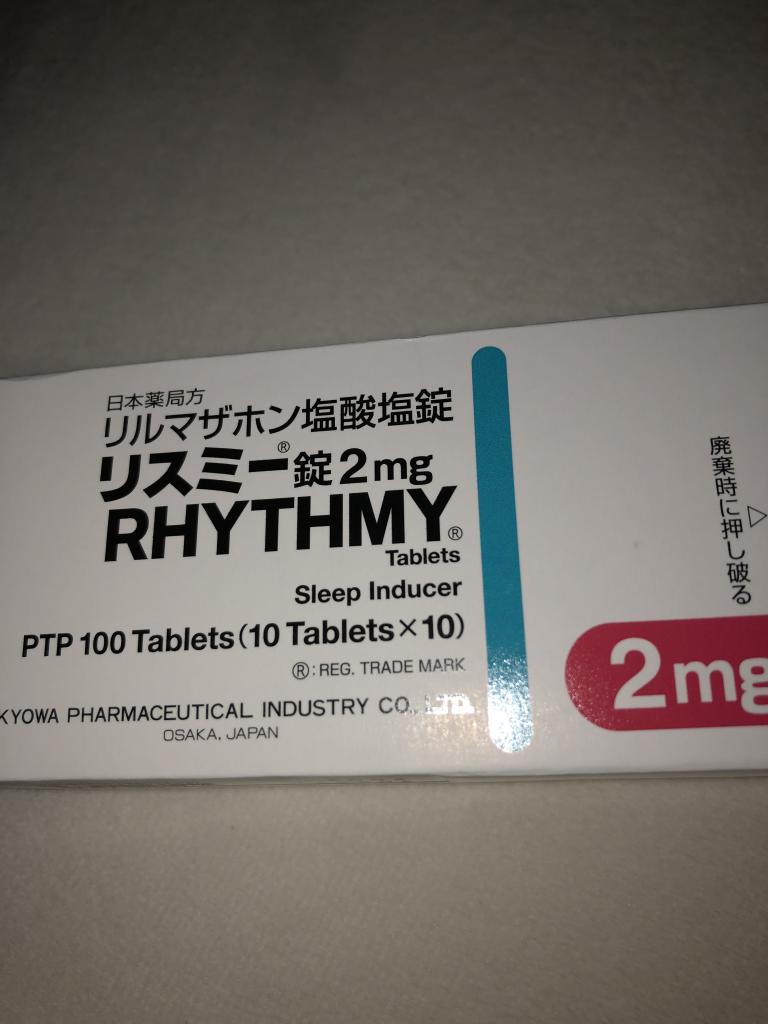 日本薬局方
リルマザホン塩酸塩錠
リスミー®錠2mg
RHYTHMY®
Tablets
Sleep Inducer
PTP 100 Tablets(10 Tablets×10)
Ⓡ:REG. TRADE MARK
KYOWA PHARMACEUTICAL INDUSTRY CO., LTD.
OSAKA, JAPAN
廃棄時に押し破る
2mg